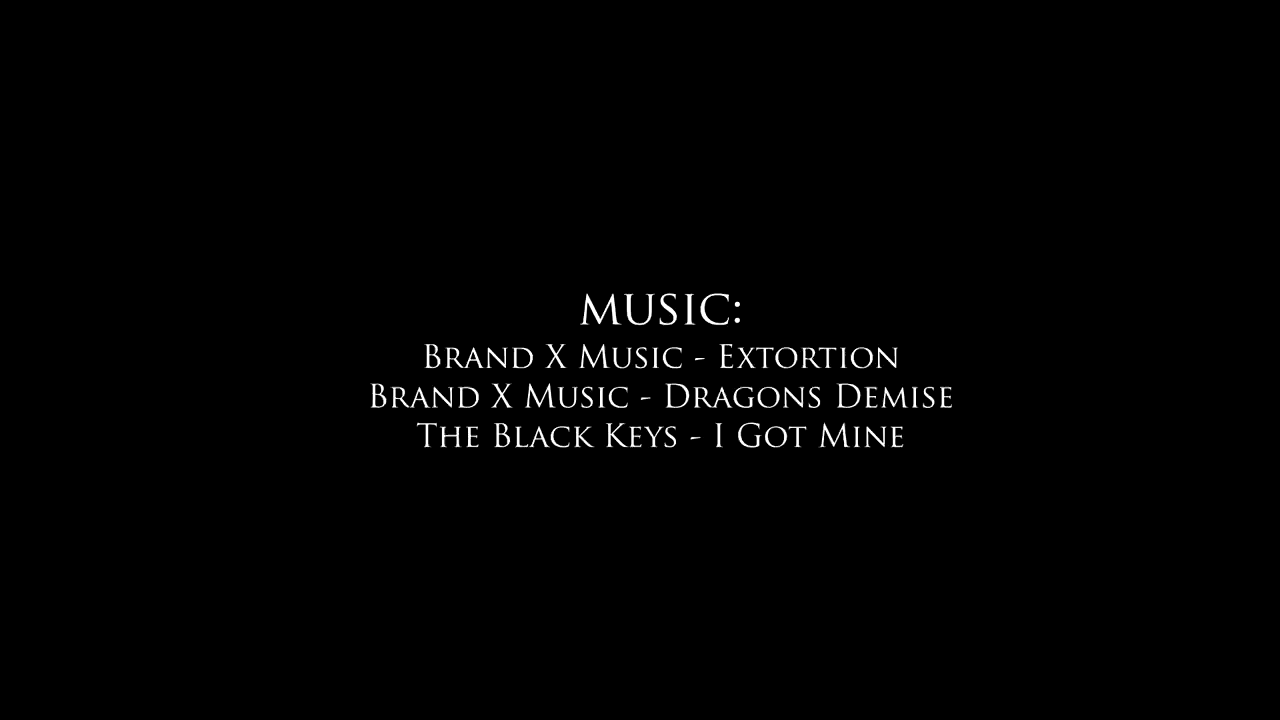 MUSIC:
Brand X Music - Extortion
Brand X Music - Dragons Demise
The Black Keys - I Got Mine